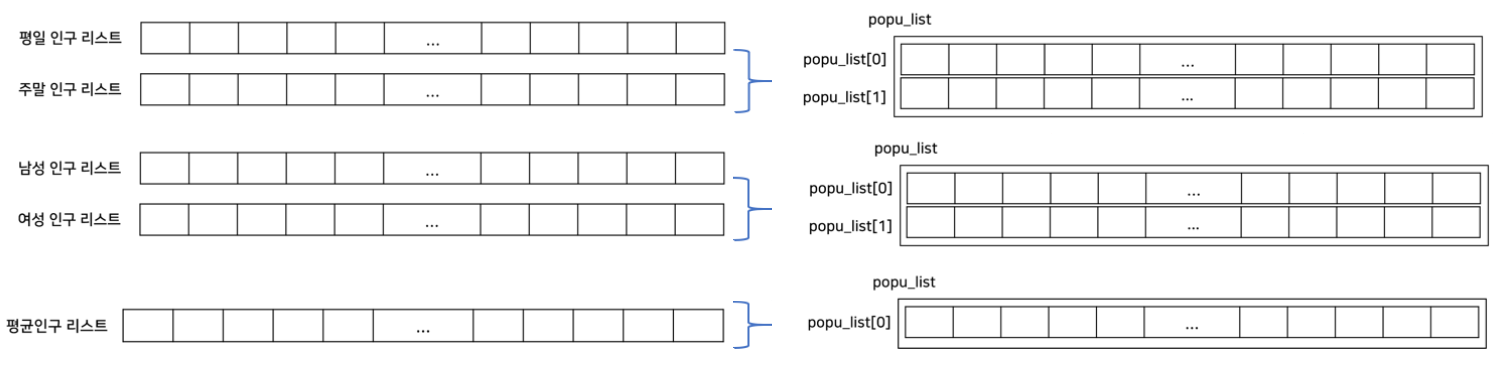 평일 인구 리스트
...
주말 인구 리스트
...
popu_list
popu_list[0]
...
popu_list[1]
...
남성 인구 리스트
...
여성 인구 리스트
...
popu_list
popu_list[0]
...
popu_list[1]
...
평균인구 리스트
...
popu_list
popu_list[0]
...